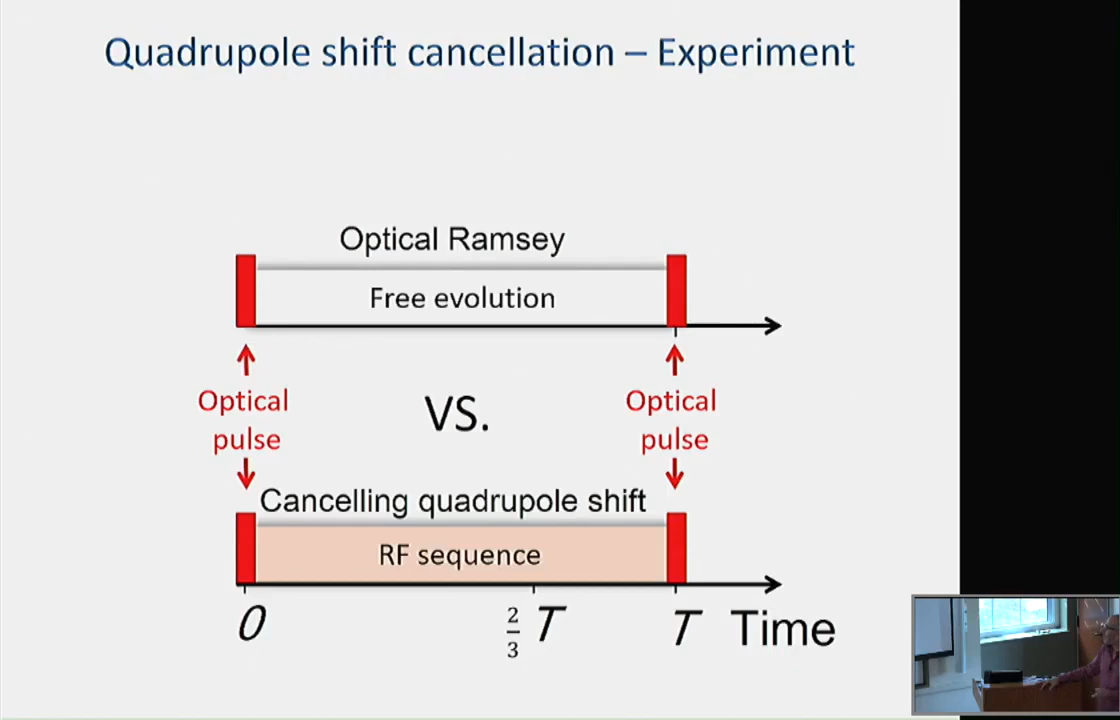 Quadrupole shift cancellation – Experiment
Optical Ramsey
Free evolution
Optical
pulse
VS.
Optical
pulse
Cancelling quadrupole shift
RF sequence
0
2/3 T
T
Time